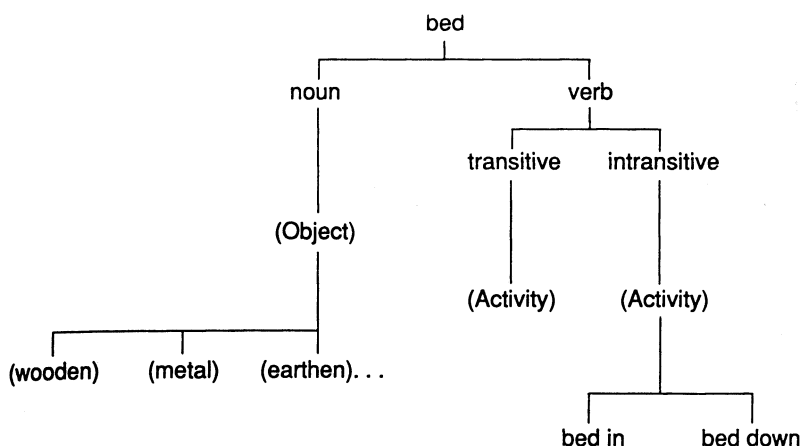 bed
noun verb
transitive intransitive
(Object)
(Activity) (Activity)
(wooden) (metal) (earthen)...
bed in bed down